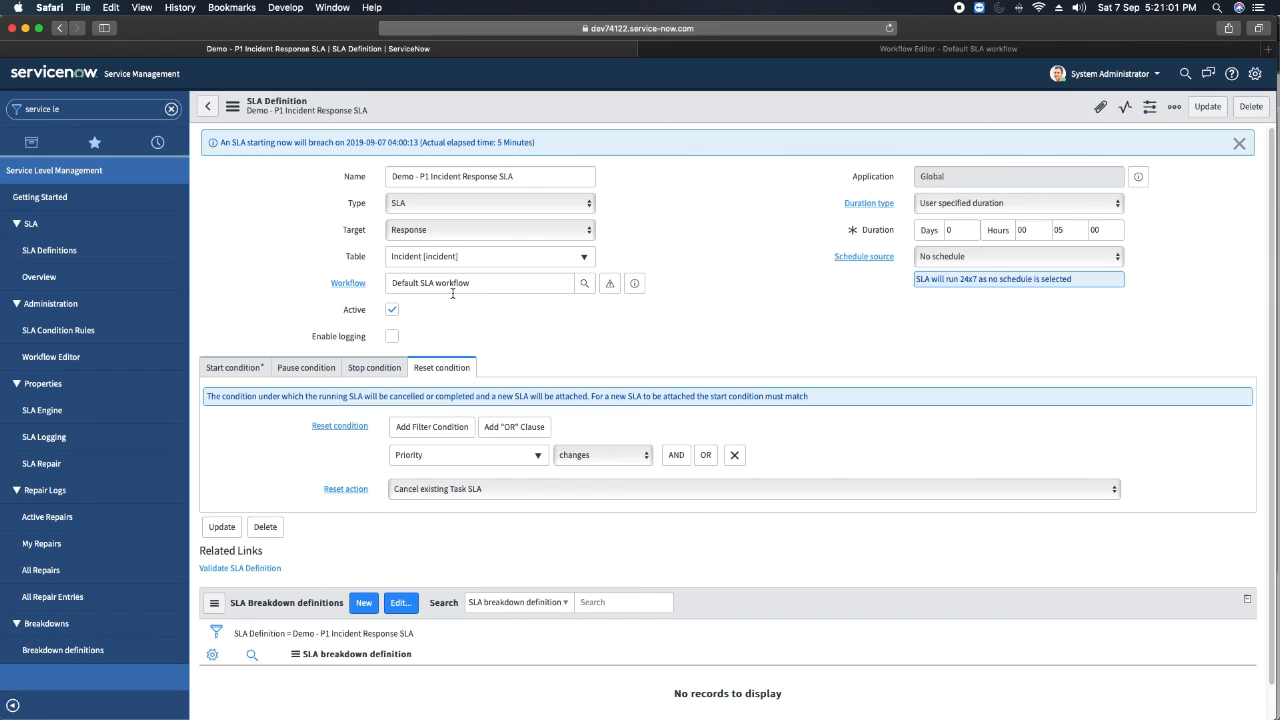 Safari File Edit View History Bookmarks Develop Window Help
Sat 7 Sep 5:21:01 PM
dev74122.service-now.com
Demo - P1 Incident Response SLA | SLA Definition | ServiceNow
Workflow Editor - Default SLA workflow
servicenow Service Management
System Administrator
service le
SLA Definition
Demo - P1 Incident Response SLA
Update
Delete
Service Level Management
Getting Started
SLA
SLA Definitions
Overview
Administration
SLA Condition Rules
Workflow Editor
Properties
SLA Engine
SLA Logging
SLA Repair
Repair Logs
Active Repairs
My Repairs
All Repairs
All Repair Entries
Breakdowns
Breakdown definitions
An SLA starting now will breach on 2019-09-07 04:00:13 (Actual elapsed time: 5 Minutes)
Name Demo - P1 Incident Response SLA
Type SLA
Target Response
Table Incident [incident]
Workflow Default SLA workflow
Active
Enable logging
Application Global
Duration type User specified duration
Duration Days 0 Hours 00 05 00
Schedule source No schedule
SLA will run 24x7 as no schedule is selected
Start condition* Pause condition Stop condition Reset condition
The condition under which the running SLA will be cancelled or completed and a new SLA will be attached. For a new SLA to be attached the start condition must match
Reset condition Add Filter Condition Add "OR" Clause
Priority changes AND OR
Reset action Cancel existing Task SLA
Update Delete
Related Links
Validate SLA Definition
SLA Breakdown definitions New Edit... Search SLA breakdown definition Search
SLA Definition = Demo - P1 Incident Response SLA
SLA breakdown definition
No records to display